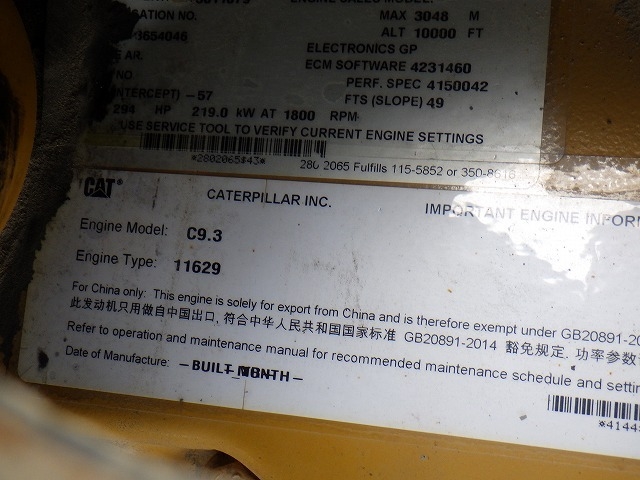 MAX 3048 M
ALT 10000 FT
3654046
ELECTRONICS GP
ECM SOFTWARE 4231460
AR.
NO
PERF. SPEC 4150042
INTERCEPT) -57
FTS (SLOPE) 49
294 HP 219.0 kW AT 1800 RPM
USE SERVICE TOOL TO VERIFY CURRENT ENGINE SETTINGS
*2802065$43*
280 2065 Fulfills 115-5852 or 350-8616
CAT
CATERPILLAR INC.
IMPORTANT ENGINE INFOR
Engine Model: C9.3
Engine Type: 11629
For China only: This engine is solely for export from China and is therefore exempt under GB20891-20
此发动机只用做自中国出口, 符合中华人民共和国国家标准 GB20891-2014 豁免规定. 功率参数
Refer to operation and maintenance manual for recommended maintenance schedule and settin
Date of Manufacture: -BUILT MONTH-
*4144